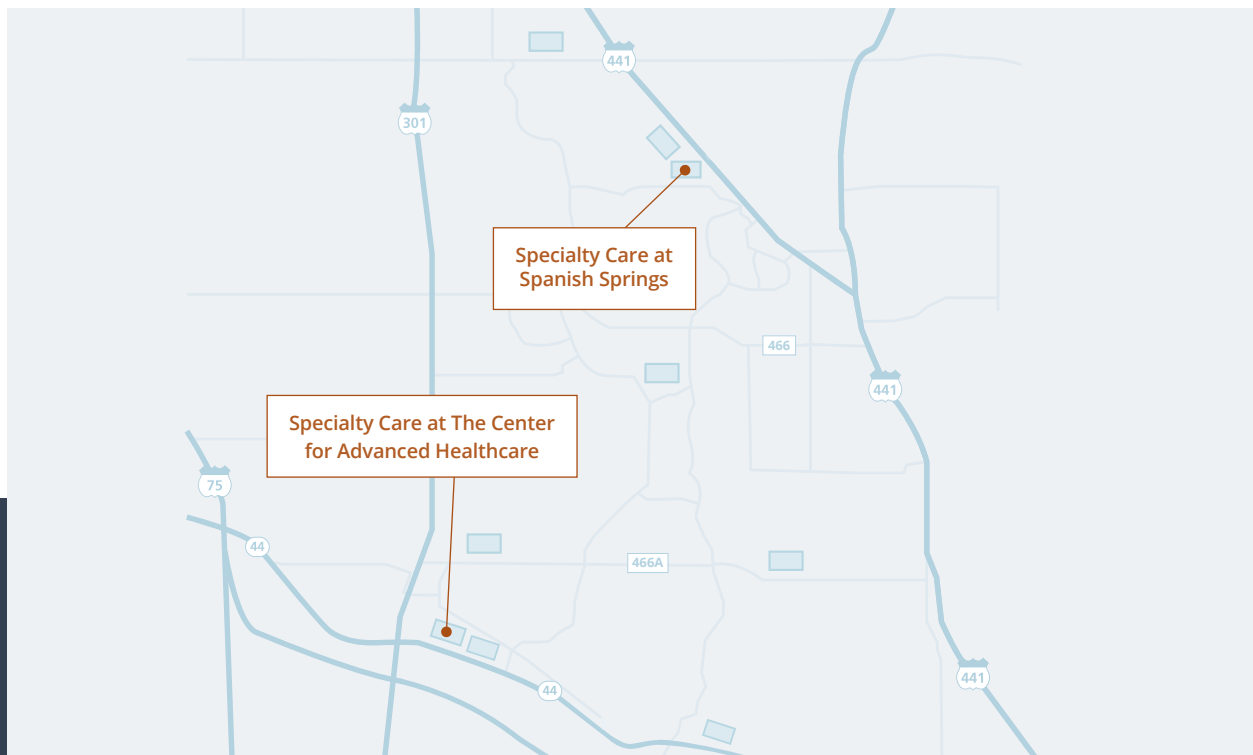 441
301
Specialty Care at
Spanish Springs
466
441
Specialty Care at The Center
for Advanced Healthcare
75
44
466A
441
44